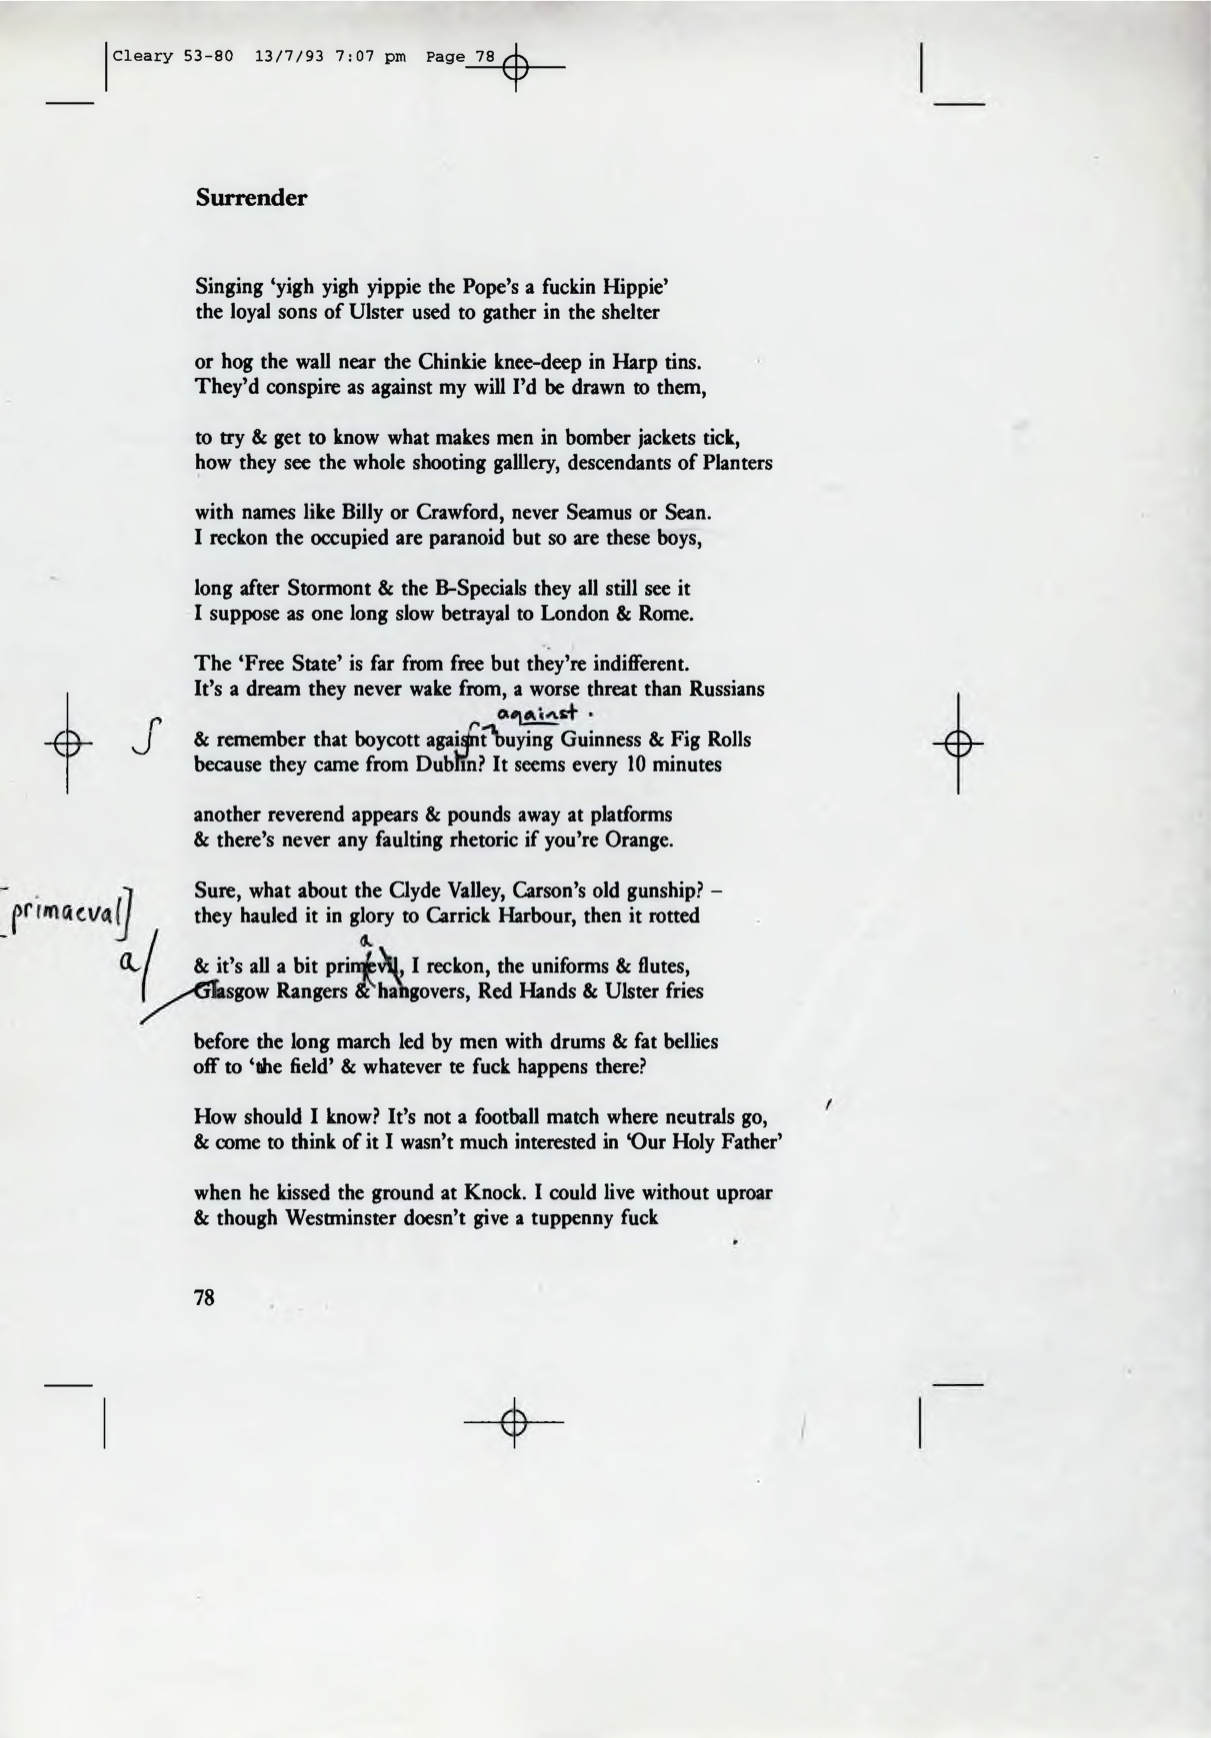 Cleary 53-80 13/7/93 7:07 pm Page 78
Surrender
Singing ‘yigh yigh yippie the Pope’s a fuckin Hippie’
the loyal sons of Ulster used to gather in the shelter
or hog the wall near the Chinkie knee-deep in Harp tins.
They’d conspire as against my will I’d be drawn to them,
to try & get to know what makes men in bomber jackets tick,
how they see the whole shooting galllery, descendants of Planters
with names like Billy or Crawford, never Seamus or Sean.
I reckon the occupied are paranoid but so are these boys,
long after Stormont & the B-Specials they all still see it
I suppose as one long slow betrayal to London & Rome.
The ‘Free State’ is far from free but they’re indifferent.
It’s a dream they never wake from, a worse threat than Russians
against.
& remember that boycott agaisnt buying Guinness & Fig Rolls
because they came from Dublin? It seems every 10 minutes
another reverend appears & pounds away at platforms
& there’s never any faulting rhetoric if you’re Orange.
Sure, what about the Clyde Valley, Carson’s old gunship? –
[primaeval]
they hauled it in glory to Carrick Harbour, then it rotted
a
a/
& it’s all a bit primevil, I reckon, the uniforms & flutes,
Glasgow Rangers & hangovers, Red Hands & Ulster fries
before the long march led by men with drums & fat bellies
off to ‘the field’ & whatever te fuck happens there?
How should I know? It’s not a football match where neutrals go,
& come to think of it I wasn’t much interested in ‘Our Holy Father’
when he kissed the ground at Knock. I could live without uproar
& though Westminster doesn’t give a tuppenny fuck
78